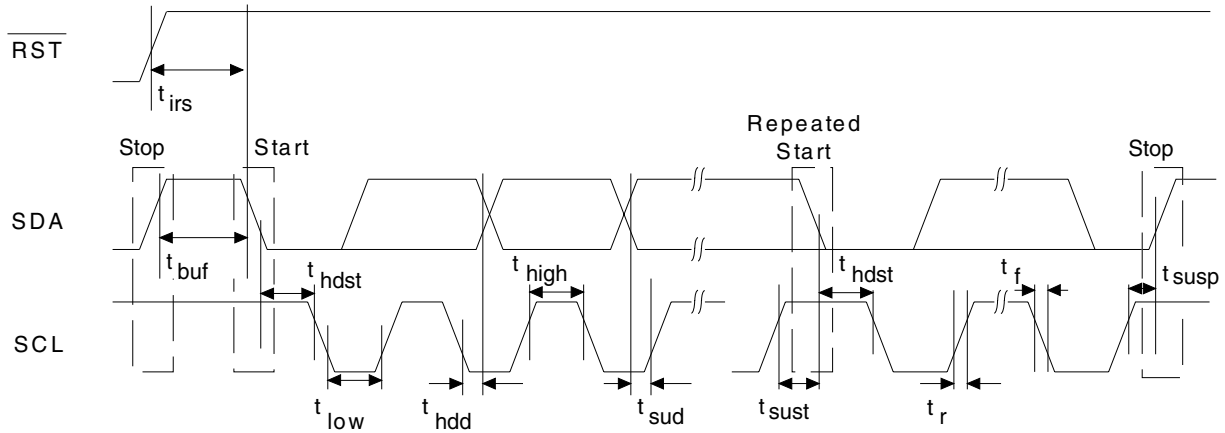 RST
t irs
Repeated
Stop Start Start Stop
SDA
t buf t hdst t high t hdst t f t susp
SCL
t low t hdd t sud t sust t r